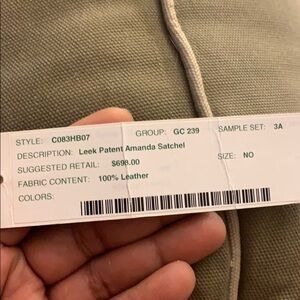 STYLE: C083HB07 GROUP: GC 239 SAMPLE SET: 3A
DESCRIPTION: Leek Patent Amanda Satchel
SUGGESTED RETAIL: $698.00 SIZE: NO
FABRIC CONTENT: 100% Leather
COLORS: